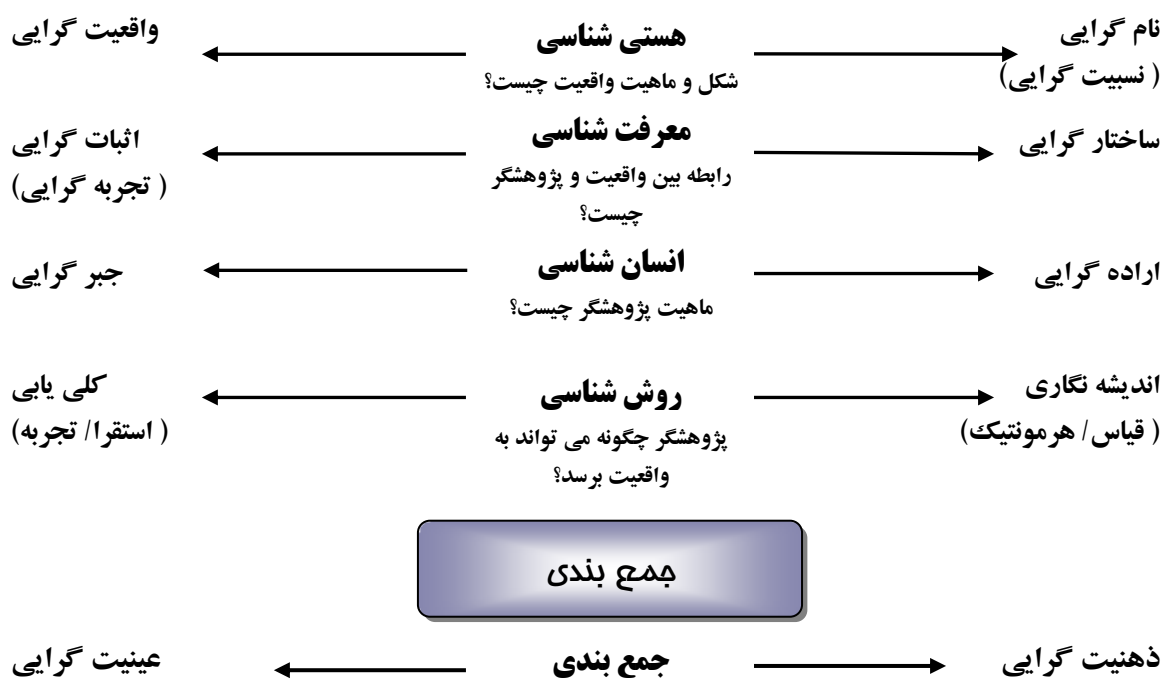 نام گرایی
( نسبیت گرایی)
هستی شناسی
شکل و ماهیت واقعیت چیست؟
واقعیت گرایی
ساختار گرایی
معرفت شناسی
رابطه بین واقعیت و پژوهشگر
چیست؟
اثبات گرایی
( تجربه گرایی)
اراده گرایی
انسان شناسی
ماهیت پژوهشگر چیست؟
جبر گرایی
اندیشه نگاری
( قیاس/ هرمونتیک)
روش شناسی
پژوهشگر چگونه می تواند به
واقعیت برسد؟
کلی یابی
( استقرا/ تجربه)
جمع بندی
ذهنیت گرایی
جمع بندی
عینیت گرایی